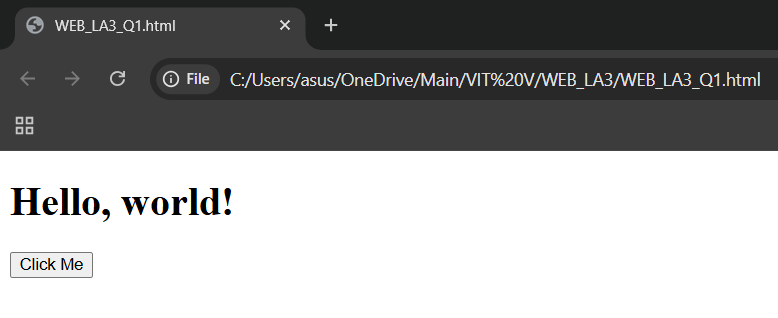 WEB_LA3_Q1.html
File C:/Users/asus/OneDrive/Main/VIT%20V/WEB_LA3/WEB_LA3_Q1.html
Hello, world!
Click Me